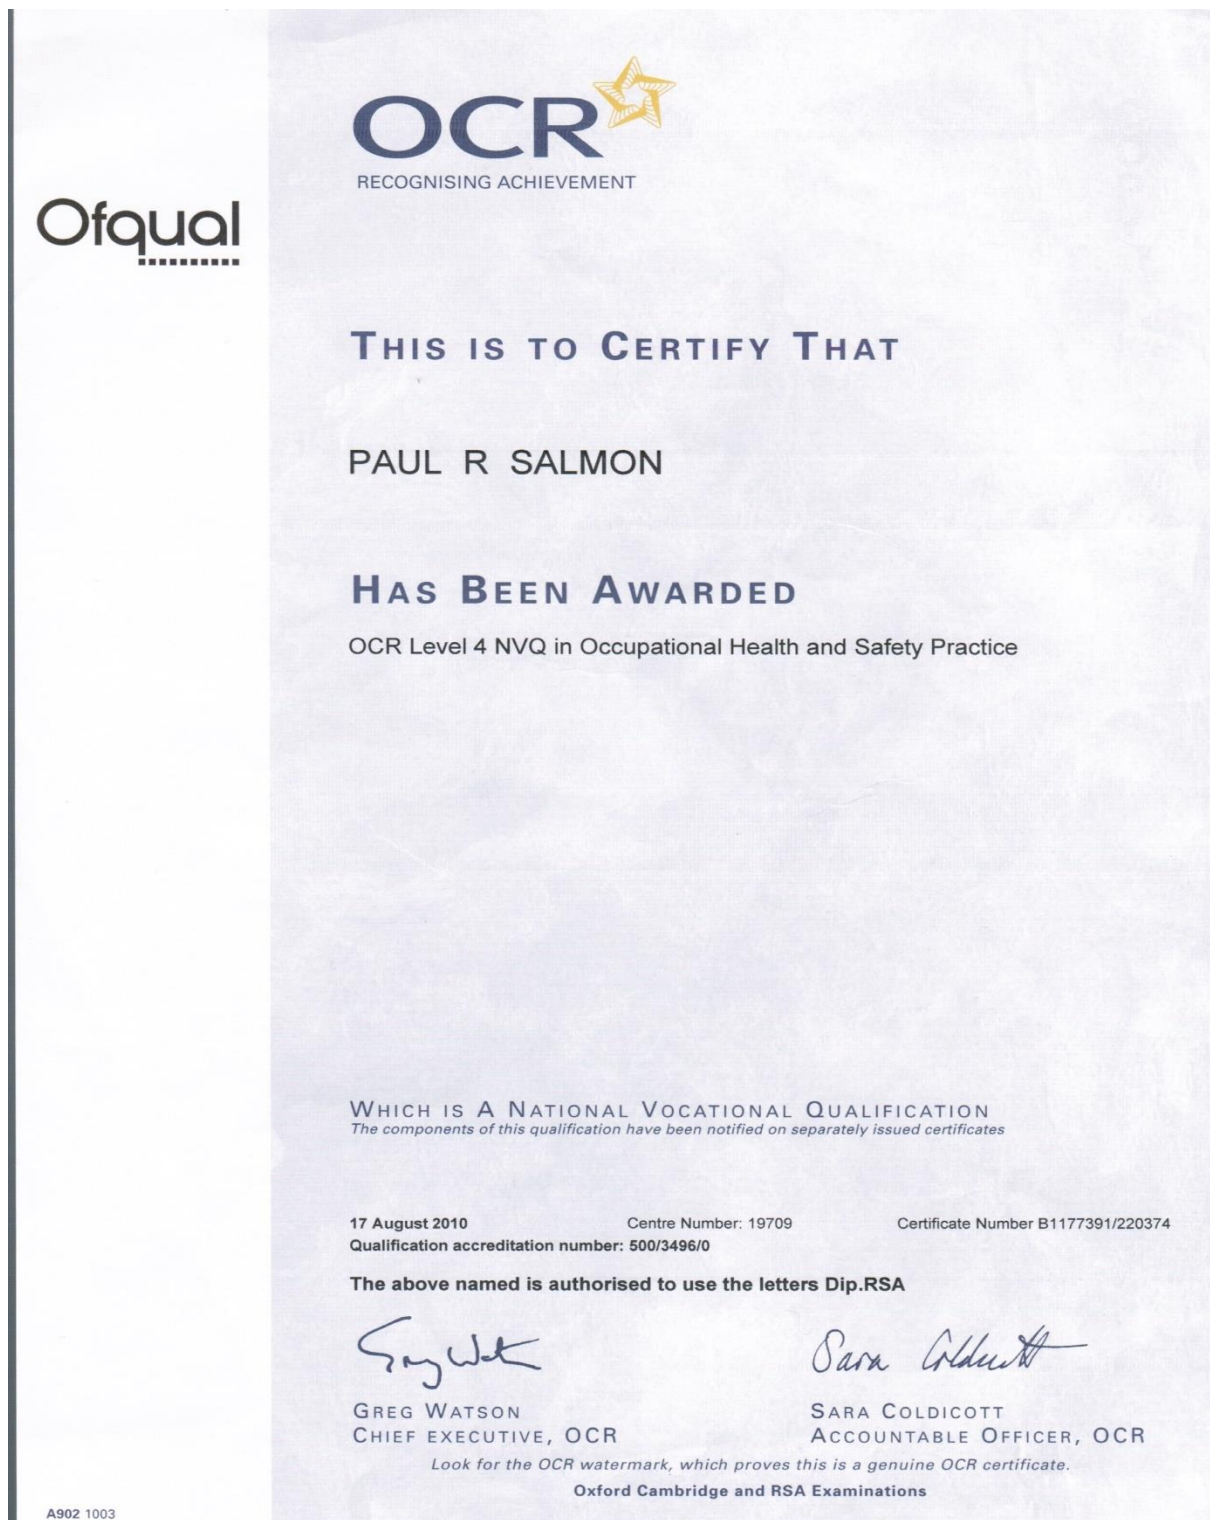 OCR
RECOGNISING ACHIEVEMENT
Ofqual
THIS IS TO CERTIFY THAT
PAUL R SALMON
HAS BEEN AWARDED
OCR Level 4 NVQ in Occupational Health and Safety Practice
WHICH IS A NATIONAL VOCATIONAL QUALIFICATION
The components of this qualification have been notified on separately issued certificates
17 August 2010 Centre Number: 19709 Certificate Number B1177391/220374
Qualification accreditation number: 500/3496/0
The above named is authorised to use the letters Dip.RSA
Greg Wat Sara Coldicott
GREG WATSON SARA COLDICOTT
CHIEF EXECUTIVE, OCR ACCOUNTABLE OFFICER, OCR
Look for the OCR watermark, which proves this is a genuine OCR certificate.
Oxford Cambridge and RSA Examinations
A902 1003